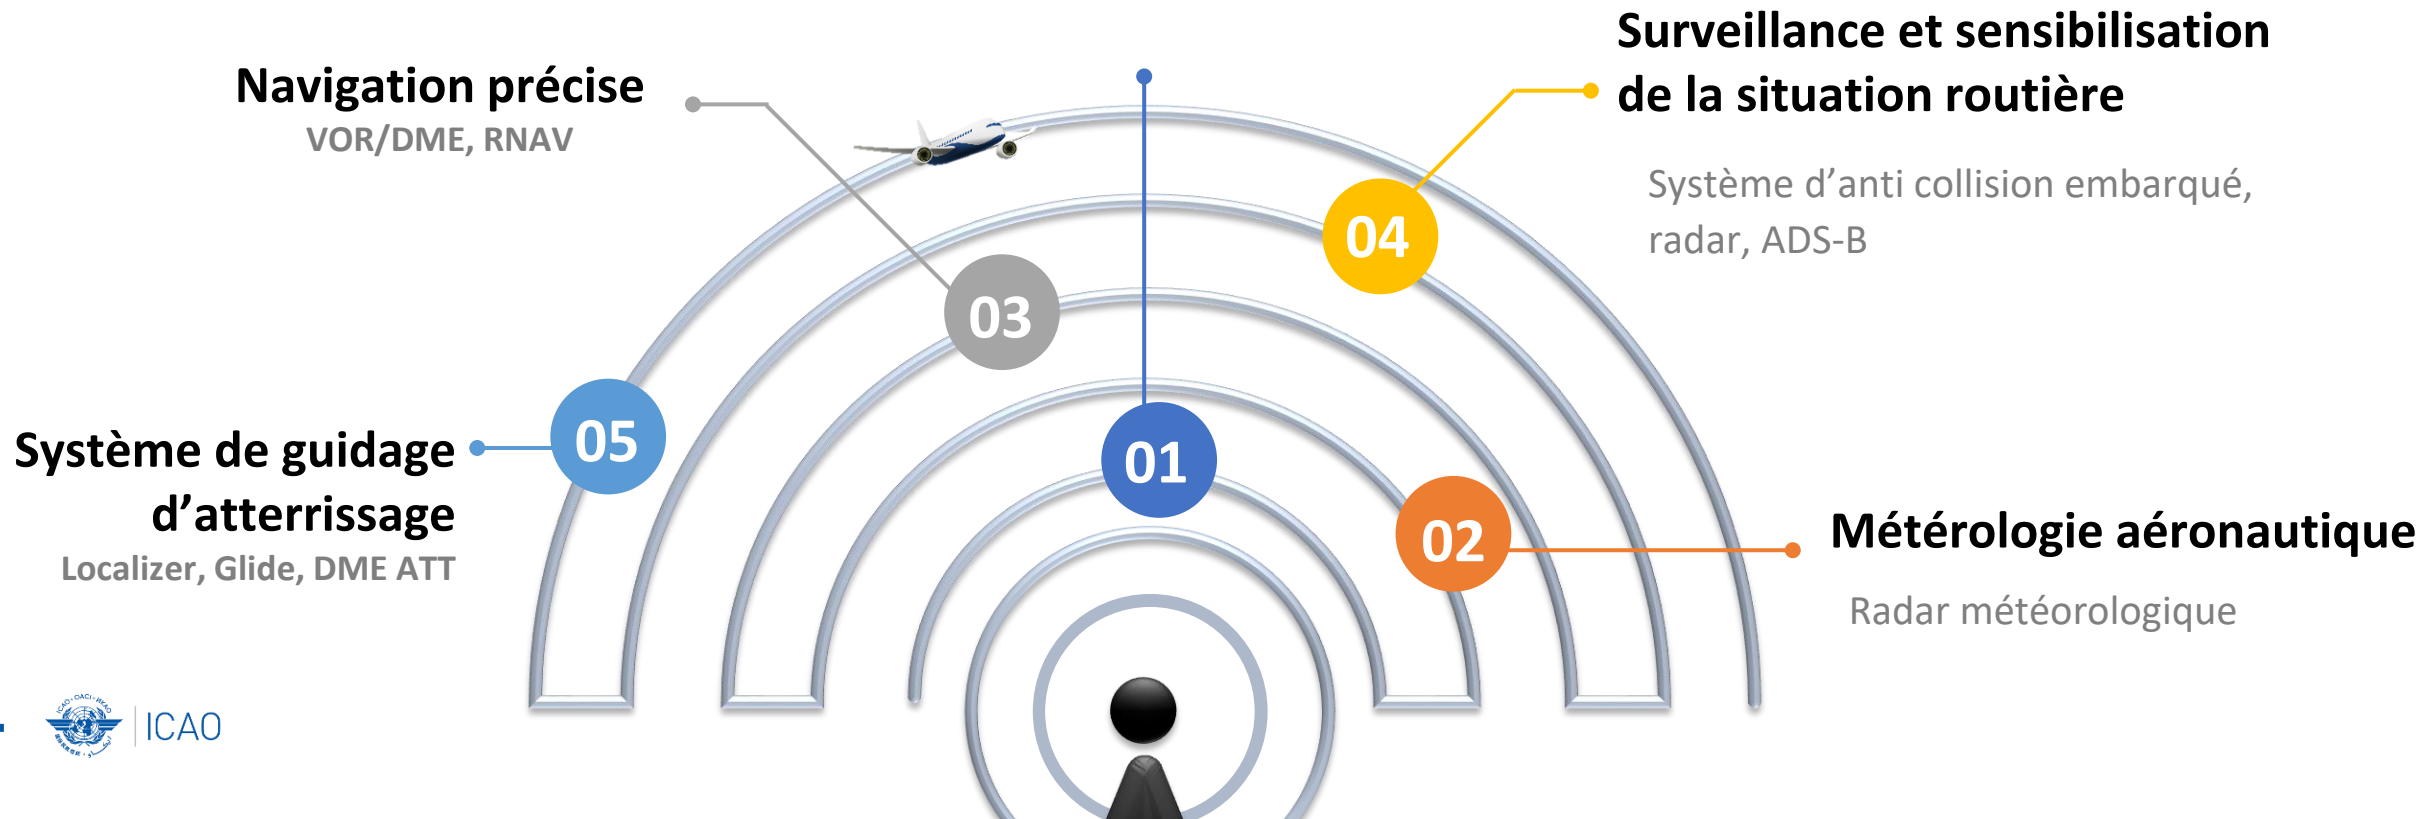 Surveillance et sensibilisation
de la situation routière
Système d’anti collision embarqué,
radar, ADS-B
Navigation précise
VOR/DME, RNAV
04
03
01
05
02
Système de guidage
d’atterrissage
Localizer, Glide, DME ATT
Métérologie aéronautique
Radar météorologique
ICAO